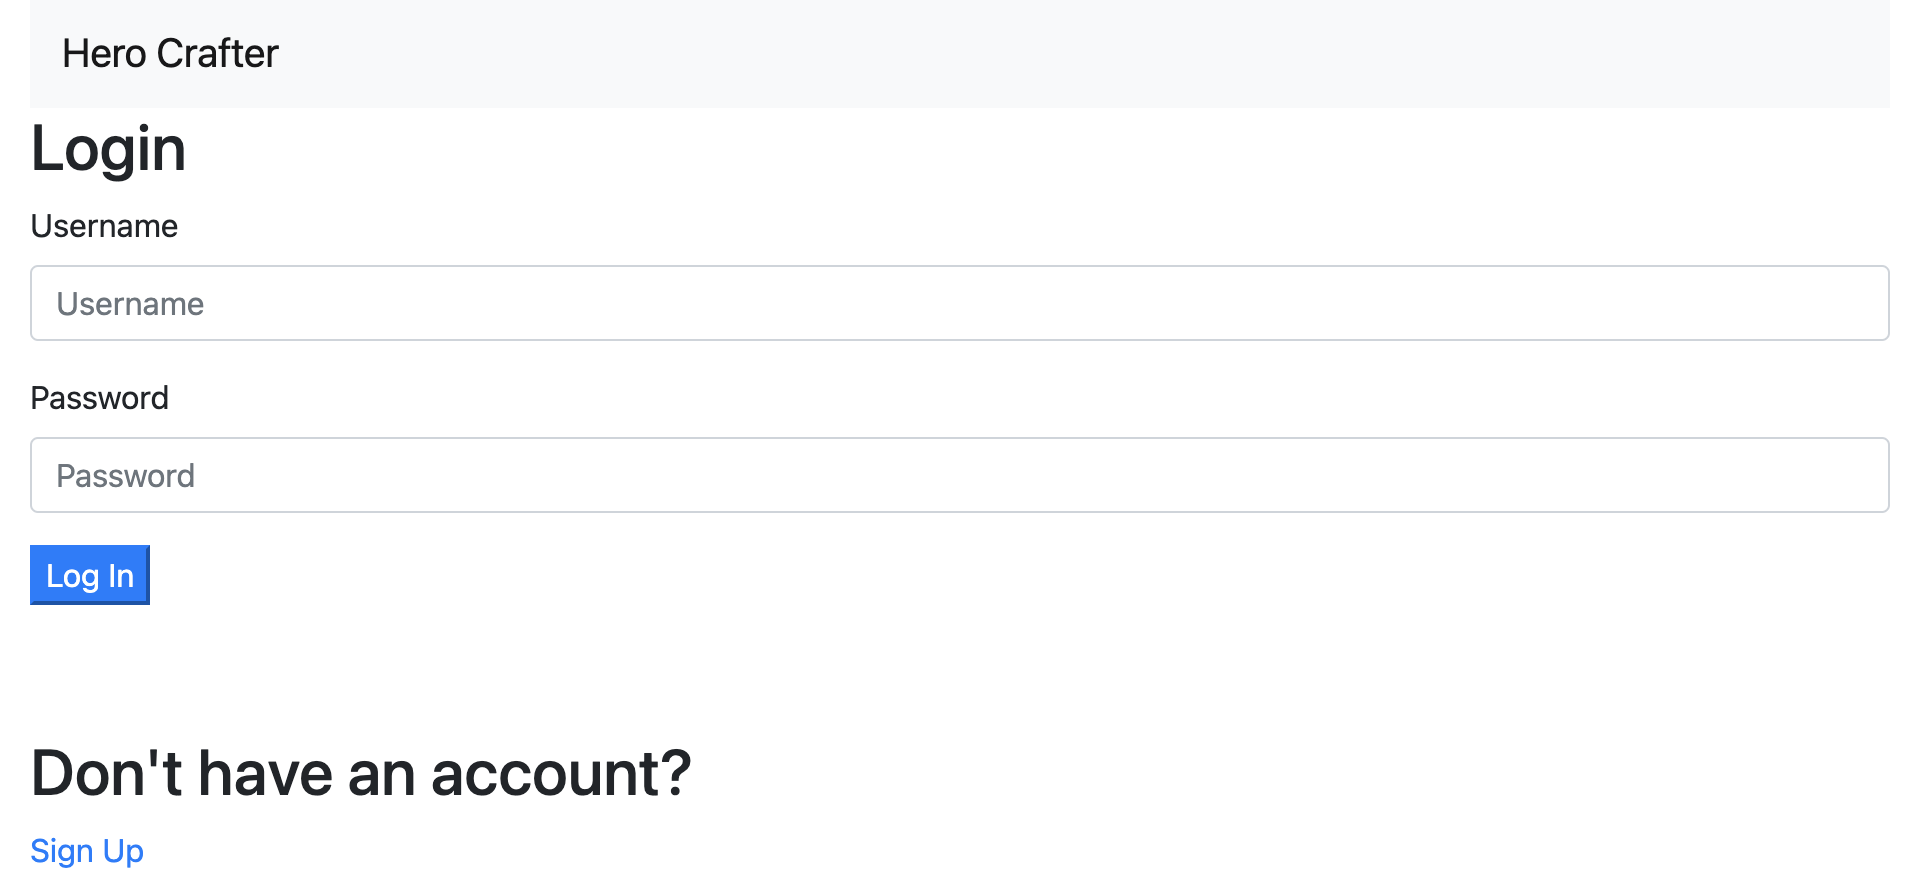 Hero Crafter
Login
Username
Username
Password
Password
Log In
Don't have an account?
Sign Up